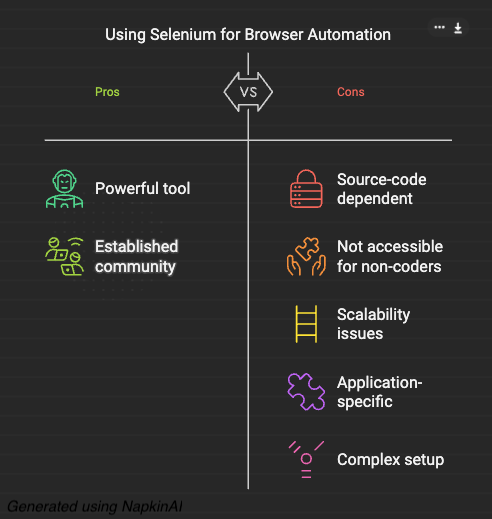 Using Selenium for Browser Automation
Pros
VS
Cons
Powerful tool
Established
community
Source-code
dependent
Not accessible
for non-coders
Scalability
issues
Application-
specific
Complex setup
Generated using NapkinAI